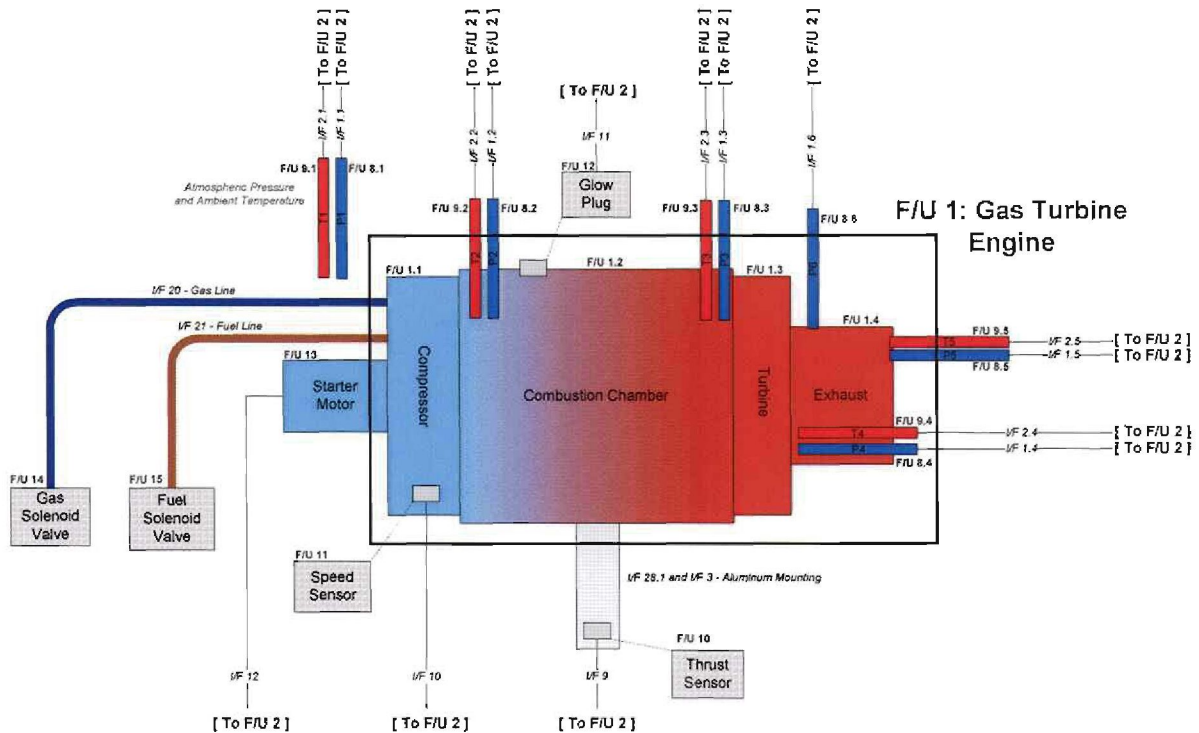 [ To F/U 2 ]
[ To F/U 2 ]
[ To F/U 2 ]
[ To F/U 2 ]
[ To F/U 2 ]
[ To F/U 2 ]
[ To F/U 2 ]
[ To F/U 2 ]
I/F 2.1
I/F 1.1
I/F 2.2
I/F 1.2
I/F 11
I/F 2.3
I/F 1.3
I/F 1.6
F/U 9.1
F/U 8.1
Atmospheric Pressure
and Ambient Temperature
T1
P1
F/U 12
Glow
Plug
F/U 9.2
F/U 8.2
T2
P2
F/U 9.3
F/U 8.3
T3
P3
F/U 8.6
P6
F/U 1: Gas Turbine
Engine
F/U 1.1
F/U 1.2
F/U 1.3
F/U 1.4
I/F 20 - Gas Line
I/F 21 - Fuel Line
F/U 13
Starter
Motor
Compressor
Combustion Chamber
Turbine
Exhaust
F/U 9.5
T5
I/F 2.5
[ To F/U 2 ]
P5
I/F 1.5
[ To F/U 2 ]
F/U 8.5
F/U 9.4
T4
I/F 2.4
[ To F/U 2 ]
P4
I/F 1.4
[ To F/U 2 ]
F/U 8.4
F/U 14
Gas
Solenoid
Valve
F/U 15
Fuel
Solenoid
Valve
F/U 11
Speed
Sensor
I/F 28.1 and I/F 3 - Aluminum Mounting
F/U 10
Thrust
Sensor
I/F 12
I/F 10
I/F 9
[ To F/U 2 ]
[ To F/U 2 ]
[ To F/U 2 ]